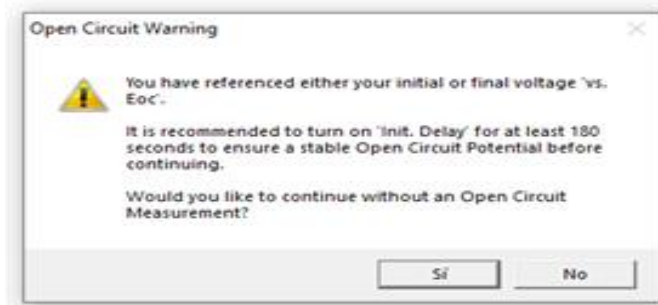 Open Circuit Warning
You have referenced either your initial or final voltage 'vs.
Eoc'.
It is recommended to turn on 'Init. Delay' for at least 180
seconds to ensure a stable Open Circuit Potential before
continuing.
Would you like to continue without an Open Circuit
Measurement?
Sí
No